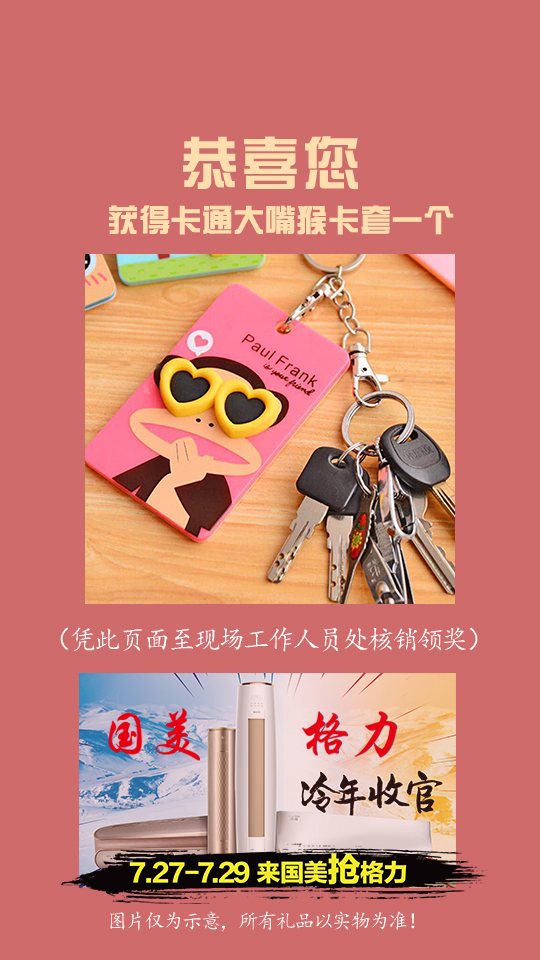 恭喜您
获得卡通大嘴猴卡套一个
Paul Frank
is your friend
（凭此页面至现场工作人员处核销领奖）
国美 格力
冷年收官
7.27-7.29 来国美抢格力
图片仅为示意，所有礼品以实物为准！